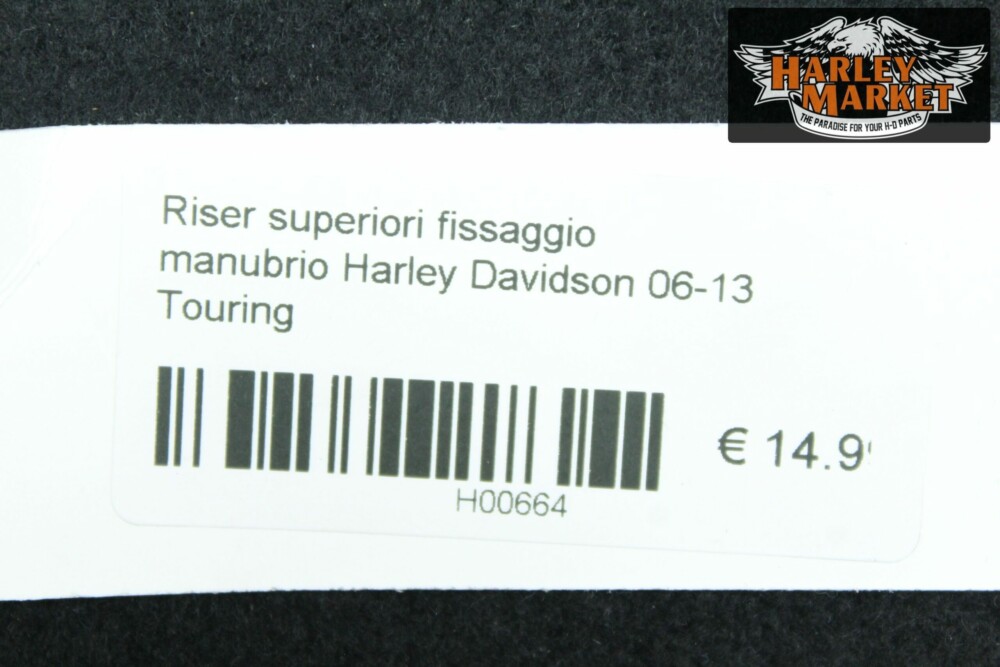 HARLEY
MARKET
THE PARADISE FOR YOUR H-D PARTS
Riser superiori fissaggio
manubrio Harley Davidson 06-13
Touring
€ 14.9
H00664